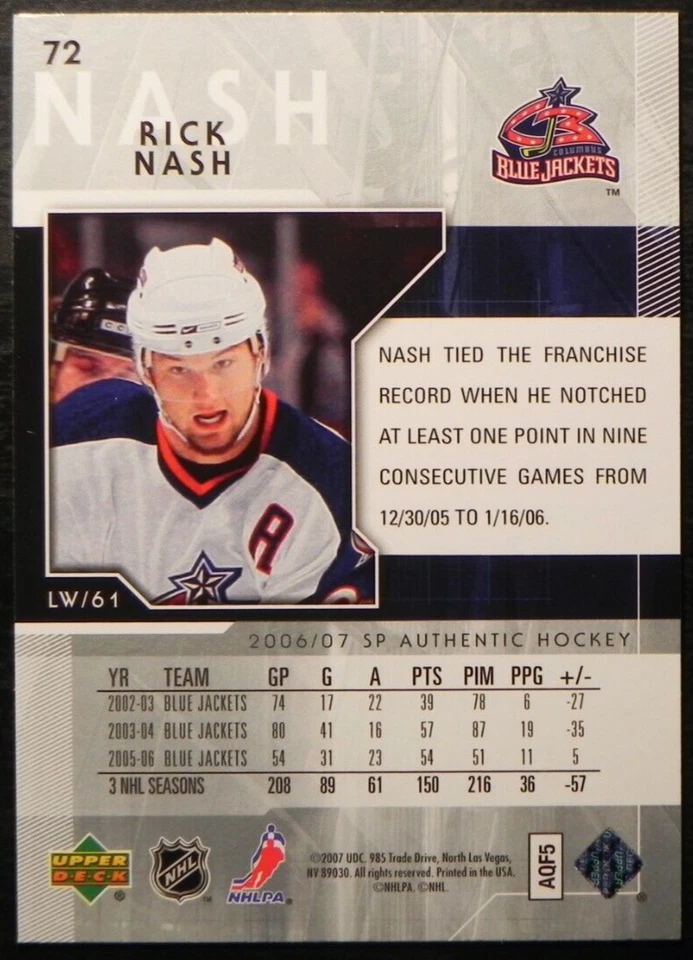 72
NASH
RICK
NASH
COLUMBUS
BLUE JACKETS
TM
NASH TIED THE FRANCHISE
RECORD WHEN HE NOTCHED
AT LEAST ONE POINT IN NINE
CONSECUTIVE GAMES FROM
12/30/05 TO 1/16/06.
A
LW/61
2006/07 SP AUTHENTIC HOCKEY
YR TEAM GP G A PTS PIM PPG +/-
2002-03 BLUE JACKETS 74 17 22 39 78 6 -27
2003-04 BLUE JACKETS 80 41 16 57 87 19 -35
2005-06 BLUE JACKETS 54 31 23 54 51 11 5
3 NHL SEASONS 208 89 61 150 216 36 -57
UPPER
DECK
®
NHL
TM
NHLPA.
©2007 UDC. 985 Trade Drive, North Las Vegas,
NV 89030. All rights reserved. Printed in the USA.
©NHLPA. ©NHL.
AQF5